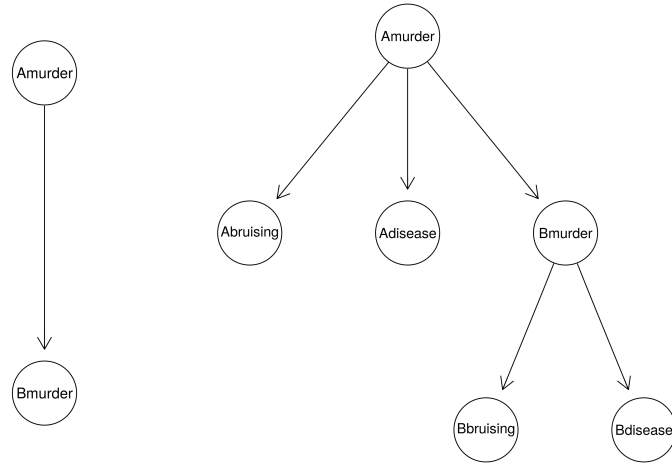 Amurder
Bmurder
Amurder
Abruising
Adisease
Bmurder
Bbruising
Bdisease